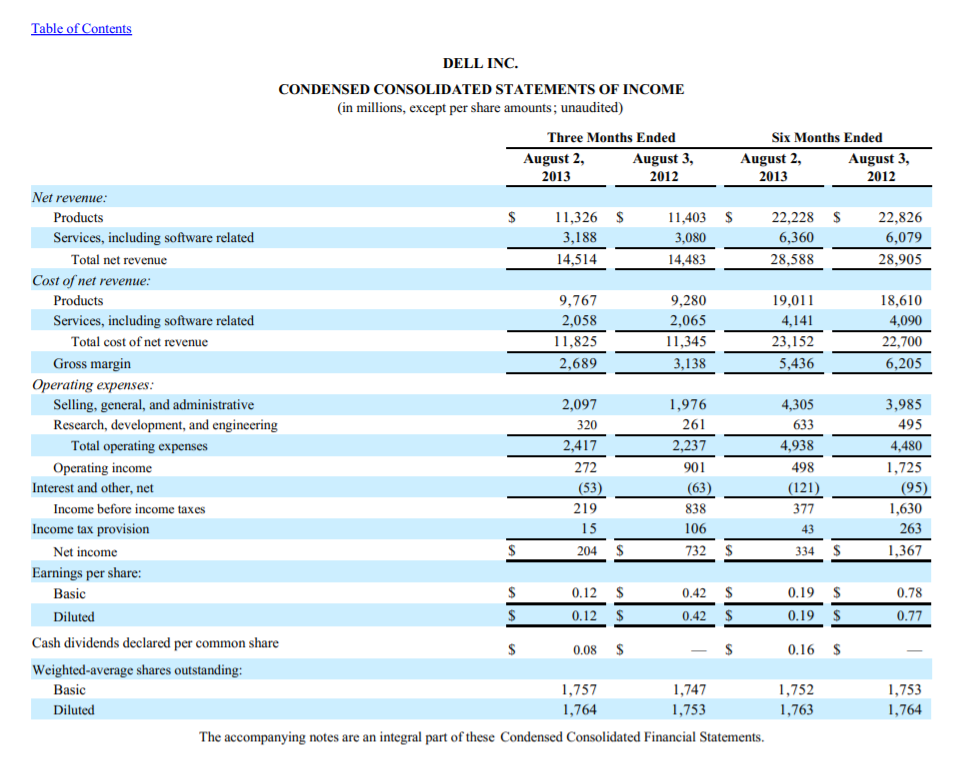 Table of Contents
DELL INC.
CONDENSED CONSOLIDATED STATEMENTS OF INCOME
(in millions, except per share amounts; unaudited)
Three Months Ended Six Months Ended
August 2, 2013 August 3, 2012 August 2, 2013 August 3, 2012
Net revenue:
Products $ 11,326 $ 11,403 $ 22,228 $ 22,826
Services, including software related 3,188 3,080 6,360 6,079
Total net revenue 14,514 14,483 28,588 28,905
Cost of net revenue:
Products 9,767 9,280 19,011 18,610
Services, including software related 2,058 2,065 4,141 4,090
Total cost of net revenue 11,825 11,345 23,152 22,700
Gross margin 2,689 3,138 5,436 6,205
Operating expenses:
Selling, general, and administrative 2,097 1,976 4,305 3,985
Research, development, and engineering 320 261 633 495
Total operating expenses 2,417 2,237 4,938 4,480
Operating income 272 901 498 1,725
Interest and other, net (53) (63) (121) (95)
Income before income taxes 219 838 377 1,630
Income tax provision 15 106 43 263
Net income $ 204 $ 732 $ 334 $ 1,367
Earnings per share:
Basic $ 0.12 $ 0.42 $ 0.19 $ 0.78
Diluted $ 0.12 $ 0.42 $ 0.19 $ 0.77
Cash dividends declared per common share $ 0.08 $ — $ 0.16 $ —
Weighted-average shares outstanding:
Basic 1,757 1,747 1,752 1,753
Diluted 1,764 1,753 1,763 1,764
The accompanying notes are an integral part of these Condensed Consolidated Financial Statements.